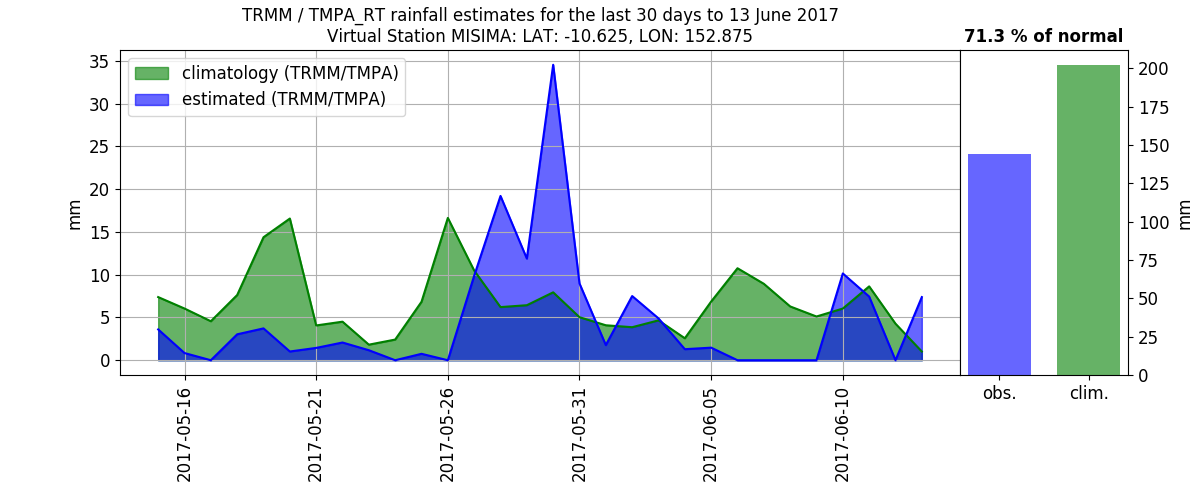 TRMM / TMPA_RT rainfall estimates for the last 30 days to 13 June 2017
Virtual Station MISIMA: LAT: -10.625, LON: 152.875
71.3 % of normal
climatology (TRMM/TMPA)
estimated (TRMM/TMPA)
35
30
25
20
15
10
5
0
mm
2017-05-16
2017-05-21
2017-05-26
2017-05-31
2017-06-05
2017-06-10
200
175
150
125
100
75
50
25
0
mm
obs.
clim.